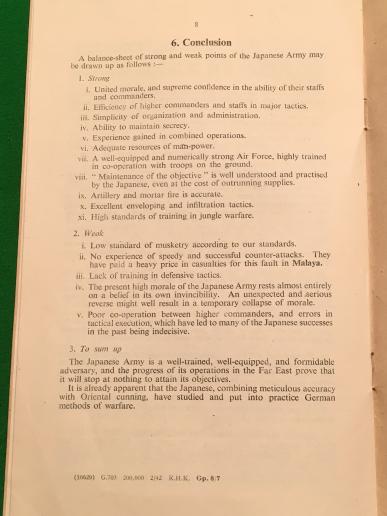 8
6. Conclusion
A balance-sheet of strong and weak points of the Japanese Army may
be drawn up as follows :—
1. Strong
i. United morale, and supreme confidence in the ability of their staffs
and commanders.
ii. Efficiency of higher commanders and staffs in major tactics.
iii. Simplicity of organization and administration.
iv. Ability to maintain secrecy.
v. Experience gained in combined operations.
vi. Adequate resources of man-power.
vii. A well-equipped and numerically strong Air Force, highly trained
in co-operation with troops on the ground.
viii. " Maintenance of the objective " is well understood and practised
by the Japanese, even at the cost of outrunning supplies.
ix. Artillery and mortar fire is accurate.
x. Excellent enveloping and infiltration tactics.
xi. High standards of training in jungle warfare.
2. Weak
i. Low standard of musketry according to our standards.
ii. No experience of speedy and successful counter-attacks. They
have paid a heavy price in casualties for this fault in Malaya.
iii. Lack of training in defensive tactics.
iv. The present high morale of the Japanese Army rests almost entirely
on a belief in its own invincibility. An unexpected and serious
reverse might well result in a temporary collapse of morale.
v. Poor co-operation between higher commanders, and errors in
tactical execution, which have led to many of the Japanese successes
in the past being indecisive.
3. To sum up
The Japanese Army is a well-trained, well-equipped, and formidable
adversary, and the progress of its operations in the Far East prove that
it will stop at nothing to attain its objectives.
It is already apparent that the Japanese, combining meticulous accuracy
with Oriental cunning, have studied and put into practice German
methods of warfare.
(16629) G.703 200,000 2/42 K.H.K. Gp. 8/7